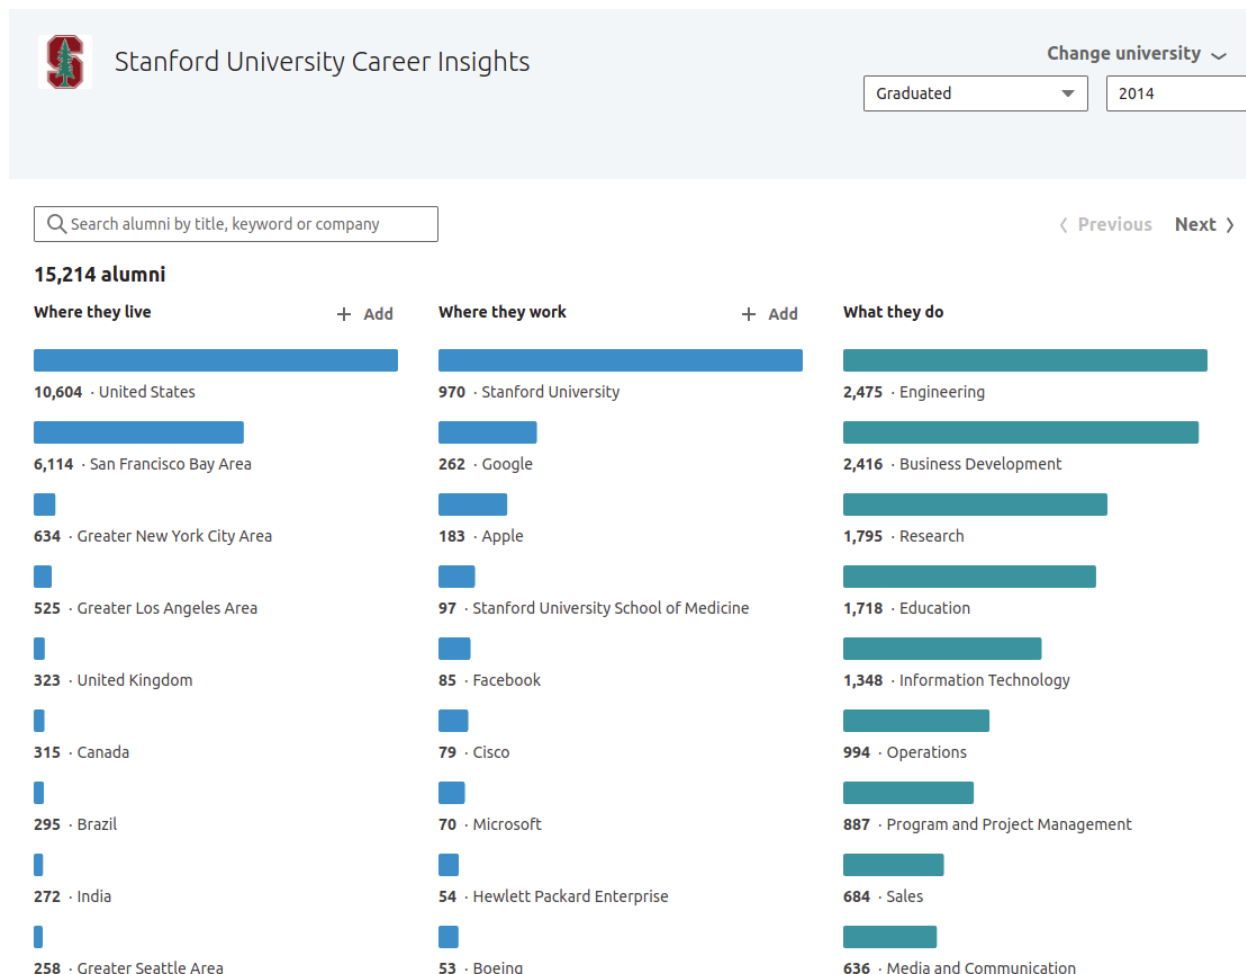 Stanford University Career Insights
Change university
Graduated
2014
Search alumni by title, keyword or company
Previous Next
15,214 alumni
Where they live
+ Add
10,604 · United States
6,114 · San Francisco Bay Area
634 · Greater New York City Area
525 · Greater Los Angeles Area
323 · United Kingdom
315 · Canada
295 · Brazil
272 · India
258 · Greater Seattle Area
Where they work
+ Add
970 · Stanford University
262 · Google
183 · Apple
97 · Stanford University School of Medicine
85 · Facebook
79 · Cisco
70 · Microsoft
54 · Hewlett Packard Enterprise
53 · Boeing
What they do
2,475 · Engineering
2,416 · Business Development
1,795 · Research
1,718 · Education
1,348 · Information Technology
994 · Operations
887 · Program and Project Management
684 · Sales
636 · Media and Communication